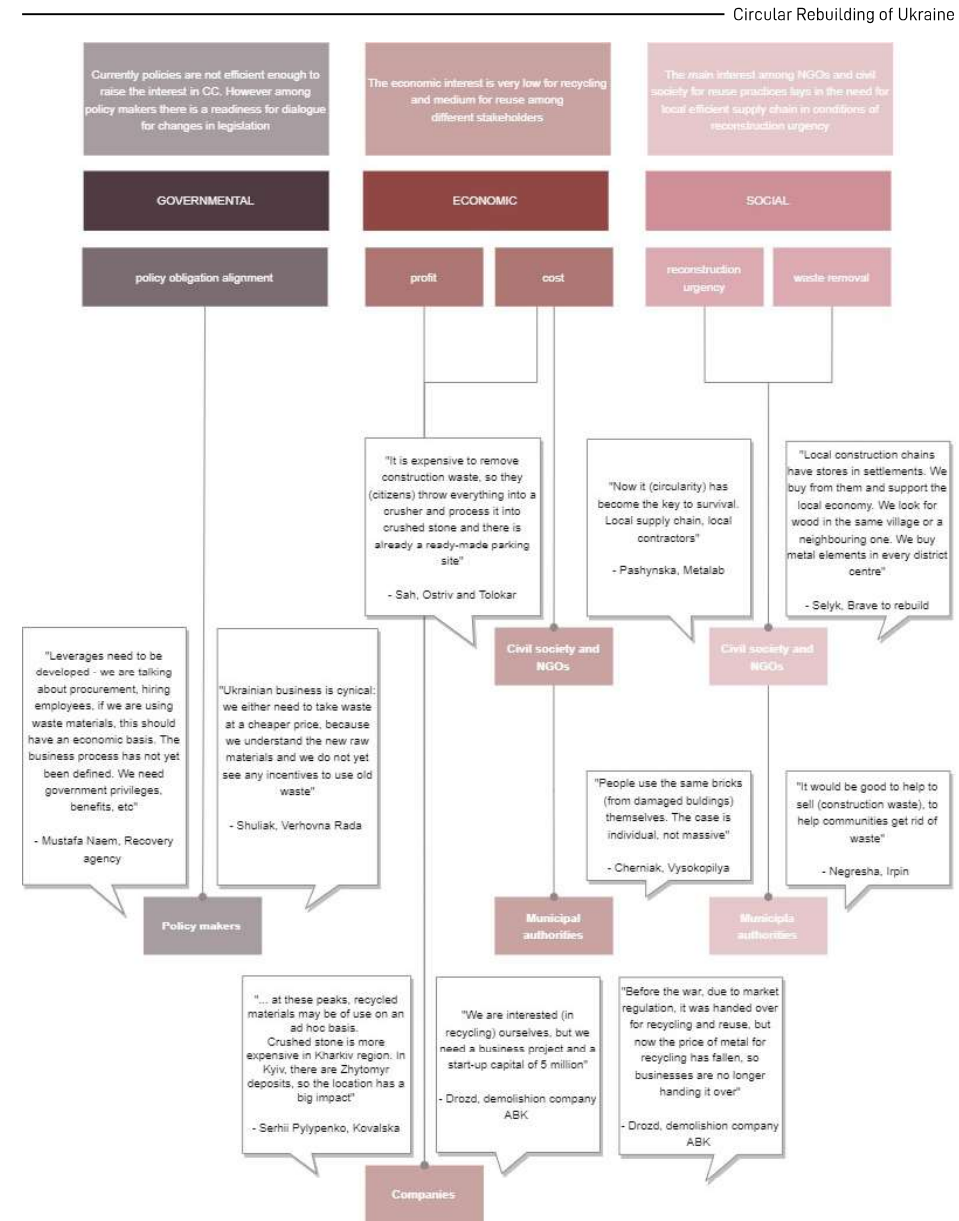 Circular Rebuilding of Ukraine
Currently policies are not efficient enough to
raise the interest in CC. However among
policy makers there is a readiness for dialogue
for changes in legislation
The economic interest is very low for recycling
and medium for reuse among
different stakeholders
The main interest among NGOs and civil
society for reuse practices lays in the need for
local efficient supply chain in conditions of
reconstruction urgency
GOVERNMENTAL
ECONOMIC
SOCIAL
policy obligation alignment
profit
cost
reconstruction
urgency
waste removal
"It is expensive to remove
construction waste, so they
(citizens) throw everything into a
crusher and process it into
crushed stone and there is
already a ready-made parking
site"
- Sah, Ostriv and Tolokar
"Now it (circularity) has
become the key to survival.
Local supply chain, local
contractors"
- Pashynska, Metalab
"Local construction chains
have stores in settlements. We
buy from them and support the
local economy. We look for
wood in the same village or a
neighbouring one. We buy
metal elements in every district
centre"
- Selyk, Brave to rebuild
Civil society and
NGOs
Civil society and
NGOs
"Leverages need to be
developed - we are talking
about procurement, hiring
employees, if we are using
waste materials, this should
have an economic basis. The
business process has not yet
been defined. We need
government privileges,
benefits, etc"
- Mustafa Naem, Recovery
agency
"Ukrainian business is cynical:
we either need to take waste
at a cheaper price, because
we understand the new raw
materials and we do not yet
see any incentives to use old
waste"
- Shuliak, Verhovna Rada
"People use the same bricks
(from damaged buldings)
themselves. The case is
individual, not massive"
- Cherniak, Vysokopilya
"It would be good to help to
sell (construction waste), to
help communities get rid of
waste"
- Negresha, Irpin
Policy makers
Municipal
authorities
Municipla
authorities
"... at these peaks, recycled
materials may be of use on an
ad hoc basis.
Crushed stone is more
expensive in Kharkiv region. In
Kyiv, there are Zhytomyr
deposits, so the location has a
big impact"
- Serhii Pylypenko, Kovalska
"We are interested (in
recycling) ourselves, but we
need a business project and a
start-up capital of 5 million"
- Drozd, demolishion company
ABK
"Before the war, due to market
regulation, it was handed over
for recycling and reuse, but
now the price of metal for
recycling has fallen, so
businesses are no longer
handing it over"
- Drozd, demolishion company
ABK
Companies